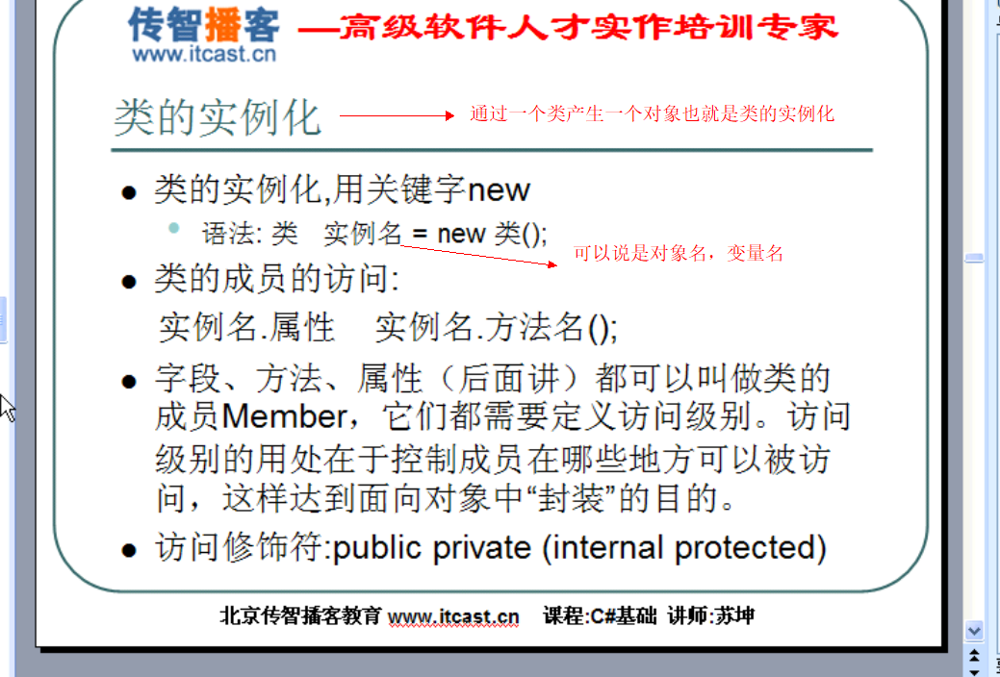 传智播客 —高级软件人才实作培训专家
www.itcast.cn
类的实例化 通过一个类产生一个对象也就是类的实例化
类的实例化,用关键字new
语法: 类 实例名 = new 类();
可以说是对象名，变量名
类的成员的访问:
实例名.属性 实例名.方法名();
字段、方法、属性（后面讲）都可以叫做类的
成员Member，它们都需要定义访问级别。访问
级别的用处在于控制成员在哪些地方可以被访
问，这样达到面向对象中“封装”的目的。
访问修饰符:public private (internal protected)
北京传智播客教育 www.itcast.cn 课程:C#基础 讲师:苏坤